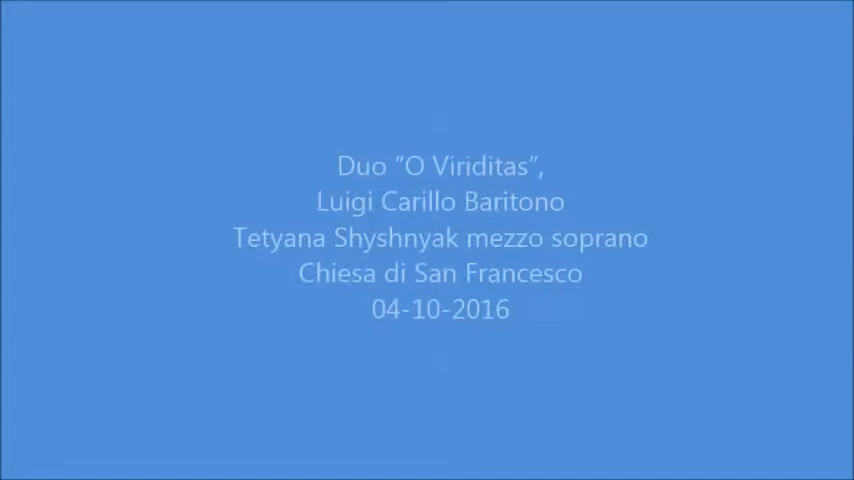 Duo “O Viriditas”,
Luigi Carillo Baritono
Tetyana Shyshnyak mezzo soprano
Chiesa di San Francesco
04-10-2016